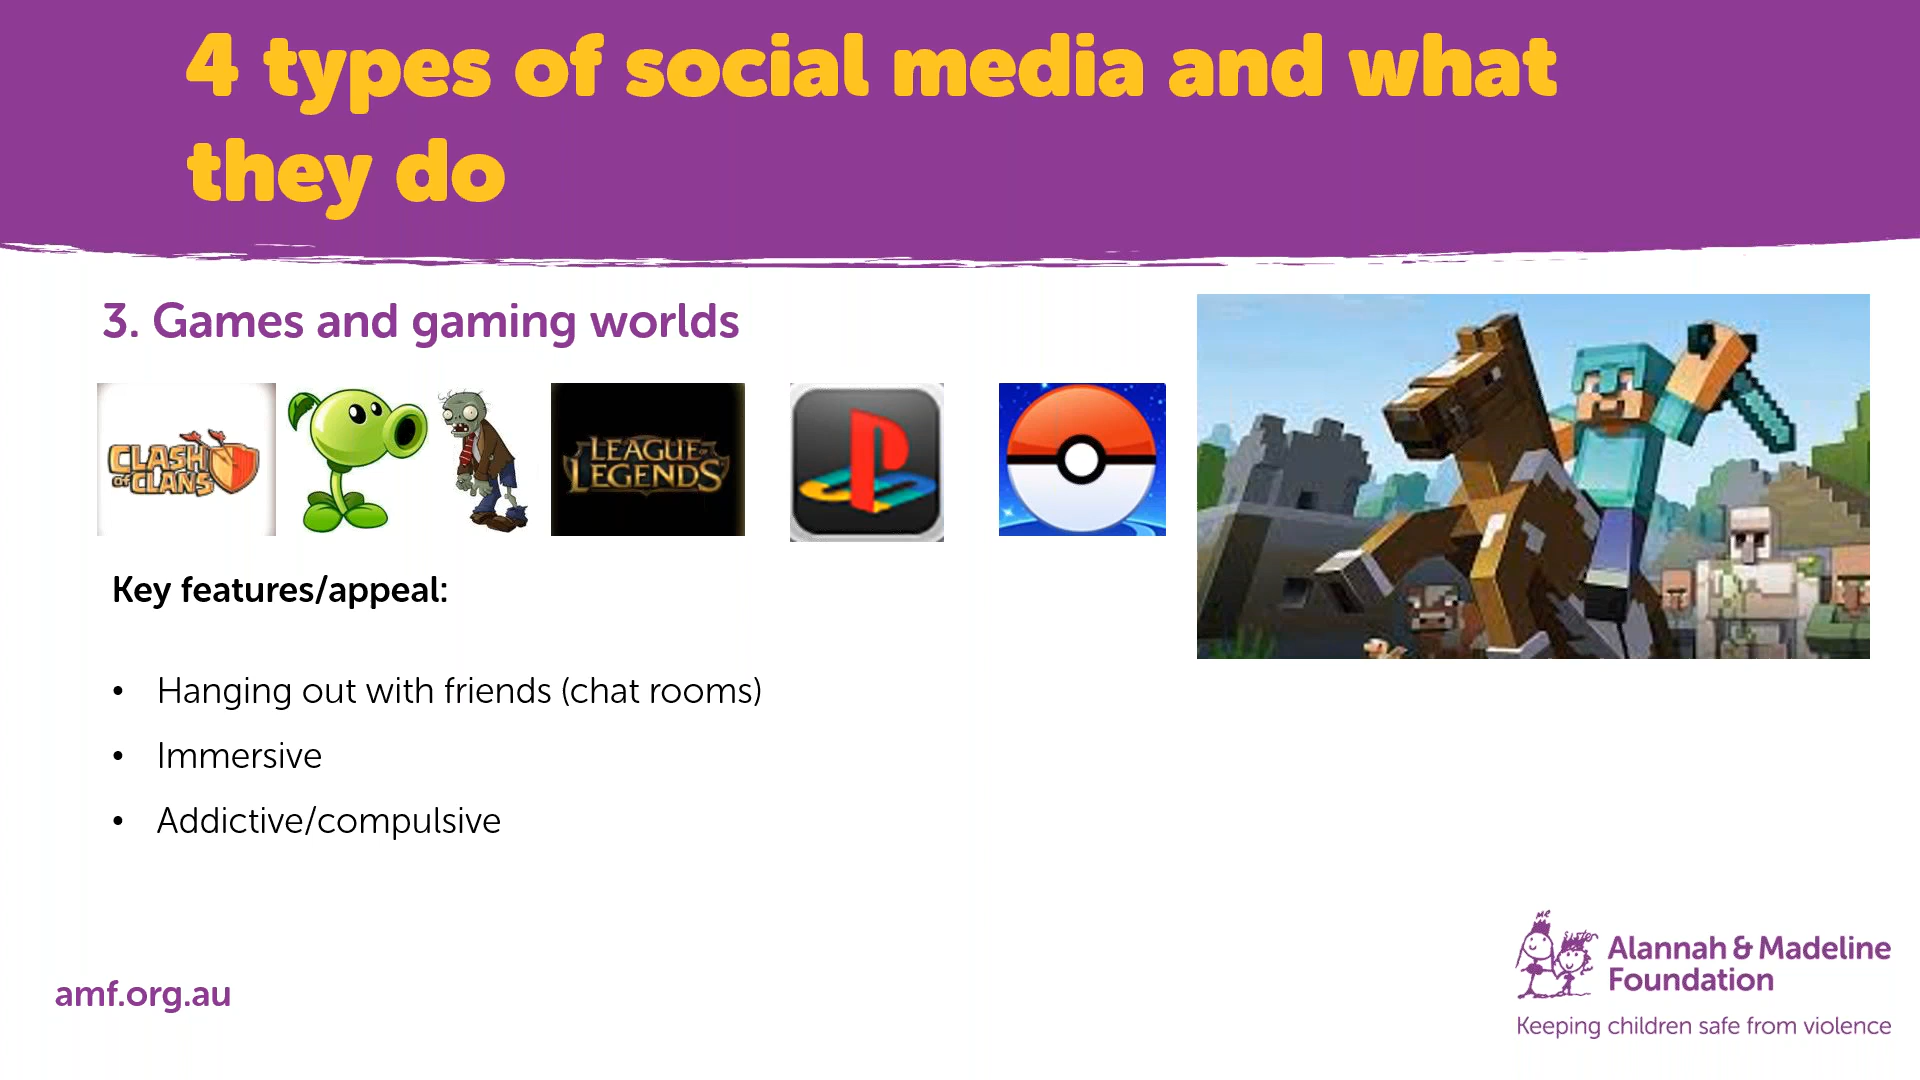 4 types of social media and what
they do
3. Games and gaming worlds
CLASH
OF CLANS
LEAGUE OF
LEGENDS
Key features/appeal:
• Hanging out with friends (chat rooms)
• Immersive
• Addictive/compulsive
amf.org.au
me
sister
Alannah & Madeline
Foundation
Keeping children safe from violence